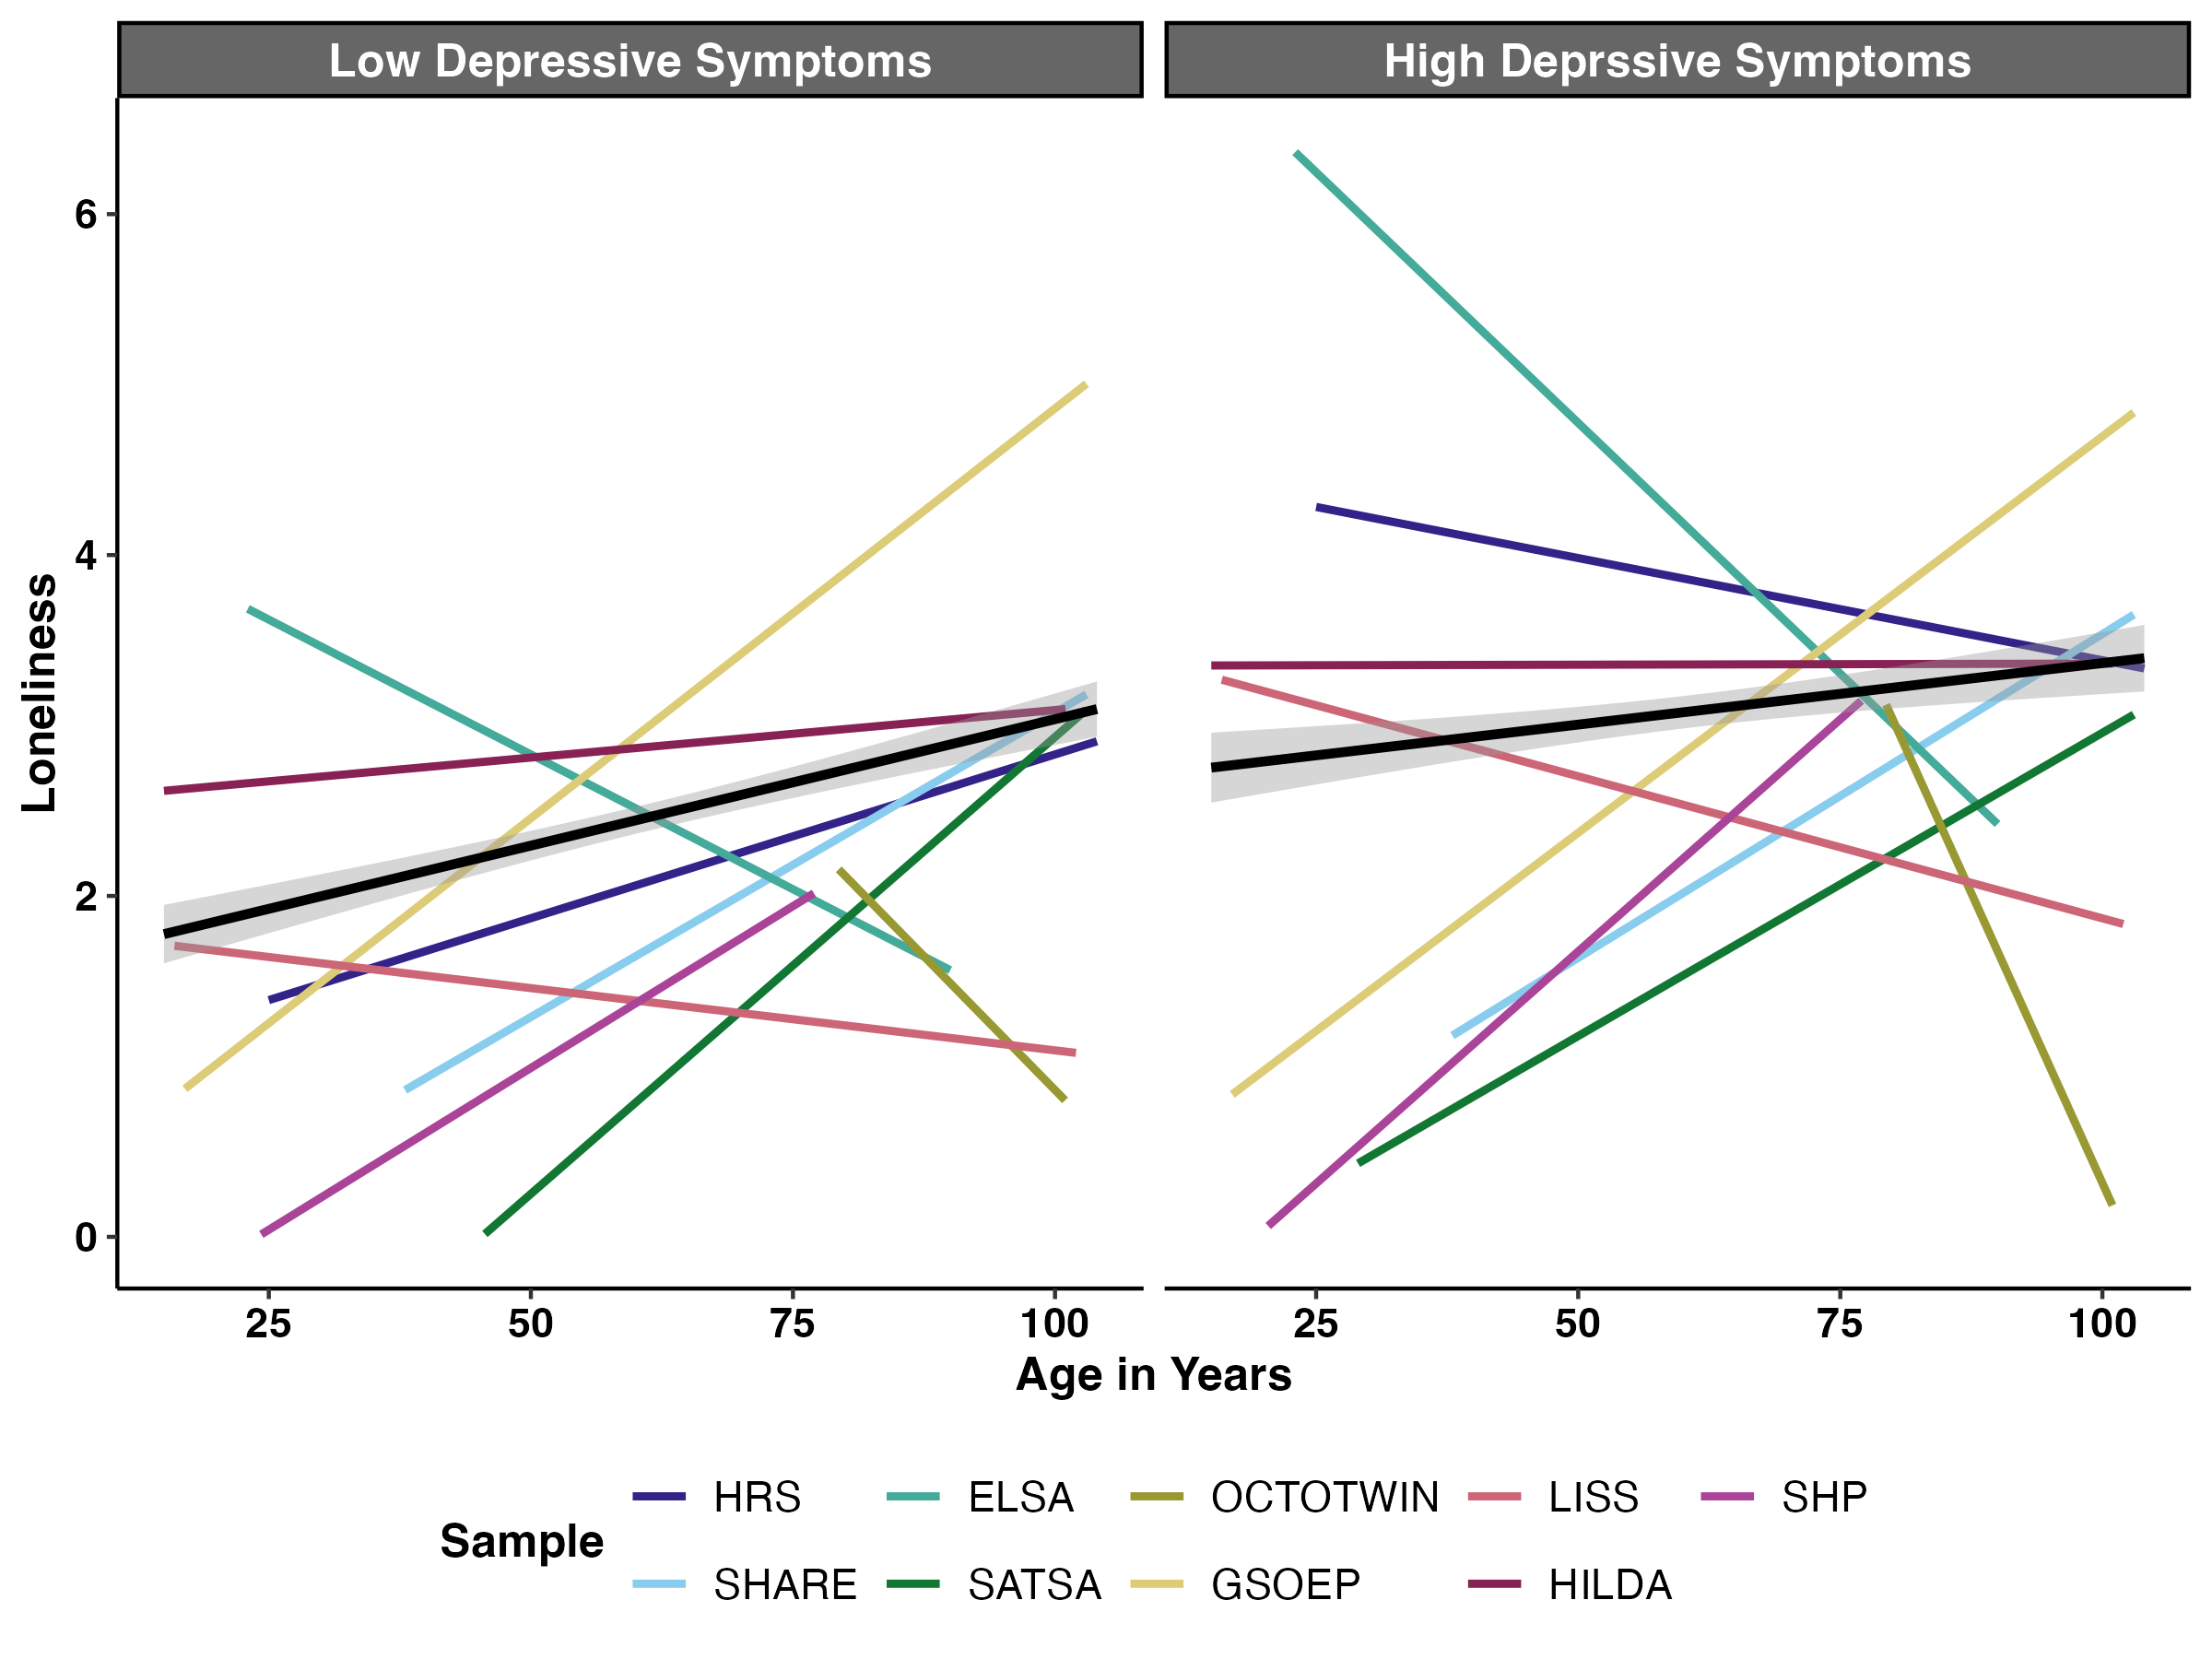 Low Depressive Symptoms
High Deprssive Symptoms
6
4
2
0
Loneliness
25 50 75 100
25 50 75 100
Age in Years
Sample
HRS ELSA OCTOTWIN LISS SHP
SHARE SATSA GSOEP HILDA